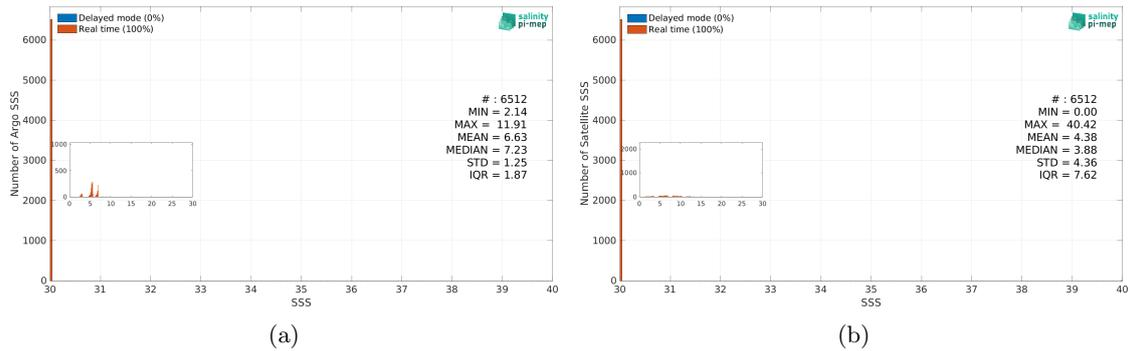 Delayed mode (0%)
Real time (100%)
salinity
pi-mep
6000
5000
4000
3000
2000
1000
0
Number of Argo SSS
# : 6512
MIN = 2.14
MAX = 11.91
MEAN = 6.63
MEDIAN = 7.23
STD = 1.25
IQR = 1.87
1000
500
0
0 5 10 15 20 25 30
30 31 32 33 34 35 36 37 38 39 40
SSS
(a)
Delayed mode (0%)
Real time (100%)
salinity
pi-mep
6000
5000
4000
3000
2000
1000
0
Number of Satellite SSS
# : 6512
MIN = 0.00
MAX = 40.42
MEAN = 4.38
MEDIAN = 3.88
STD = 4.36
IQR = 7.62
2000
1000
0
0 5 10 15 20 25 30
30 31 32 33 34 35 36 37 38 39 40
SSS
(b)